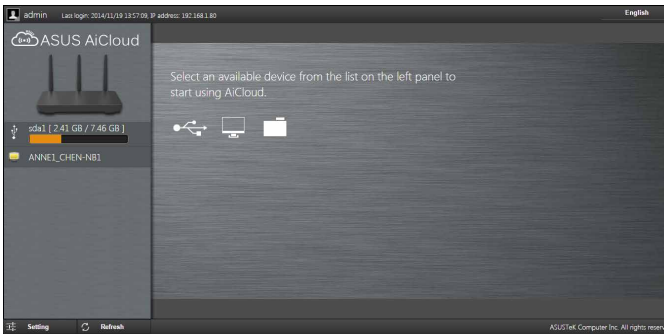 admin Last login: 2014/11/19 13:57:09, IP address: 192.168.1.80
English
ASUS AiCloud
Select an available device from the list on the left panel to
start using AiCloud.
sda1 [ 2.41 GB / 7.46 GB ]
ANNE1_CHEN-NB1
Setting Refresh
ASUSTeK Computer Inc. All rights reserv